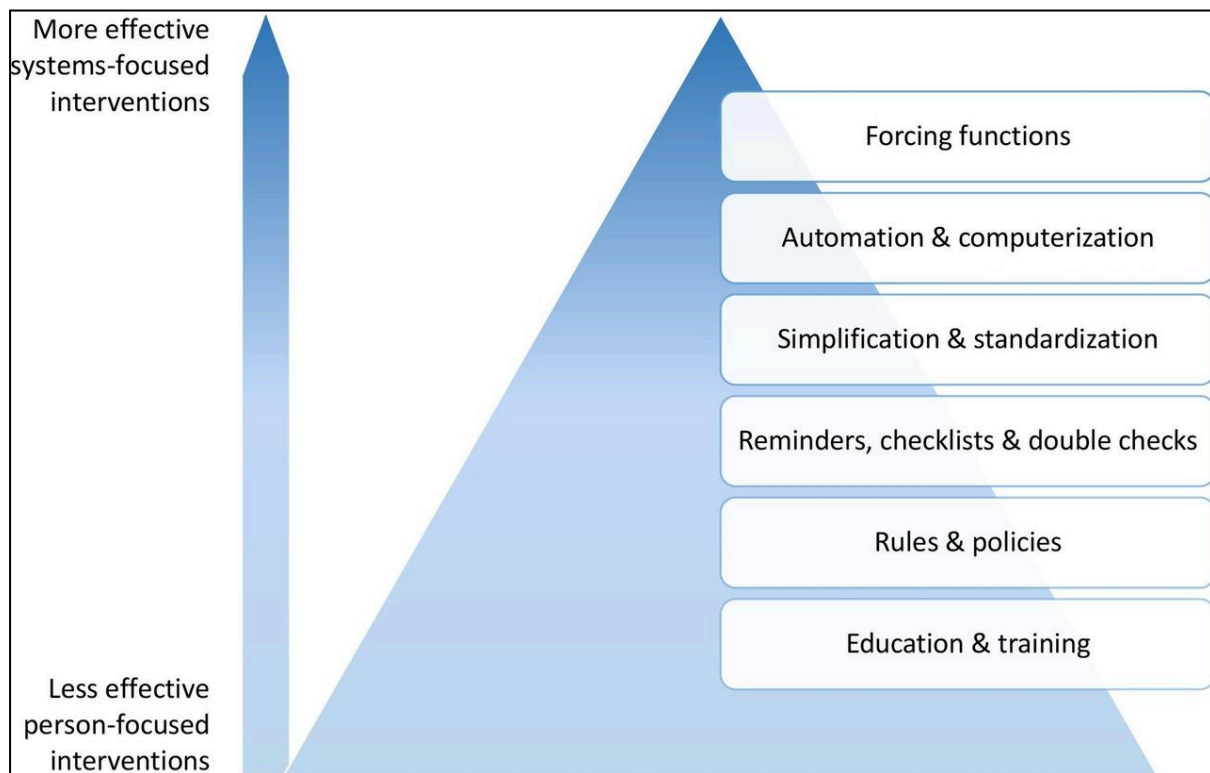 More effective
systems-focused
interventions
Forcing functions
Automation & computerization
Simplification & standardization
Reminders, checklists & double checks
Rules & policies
Education & training
Less effective
person-focused
interventions